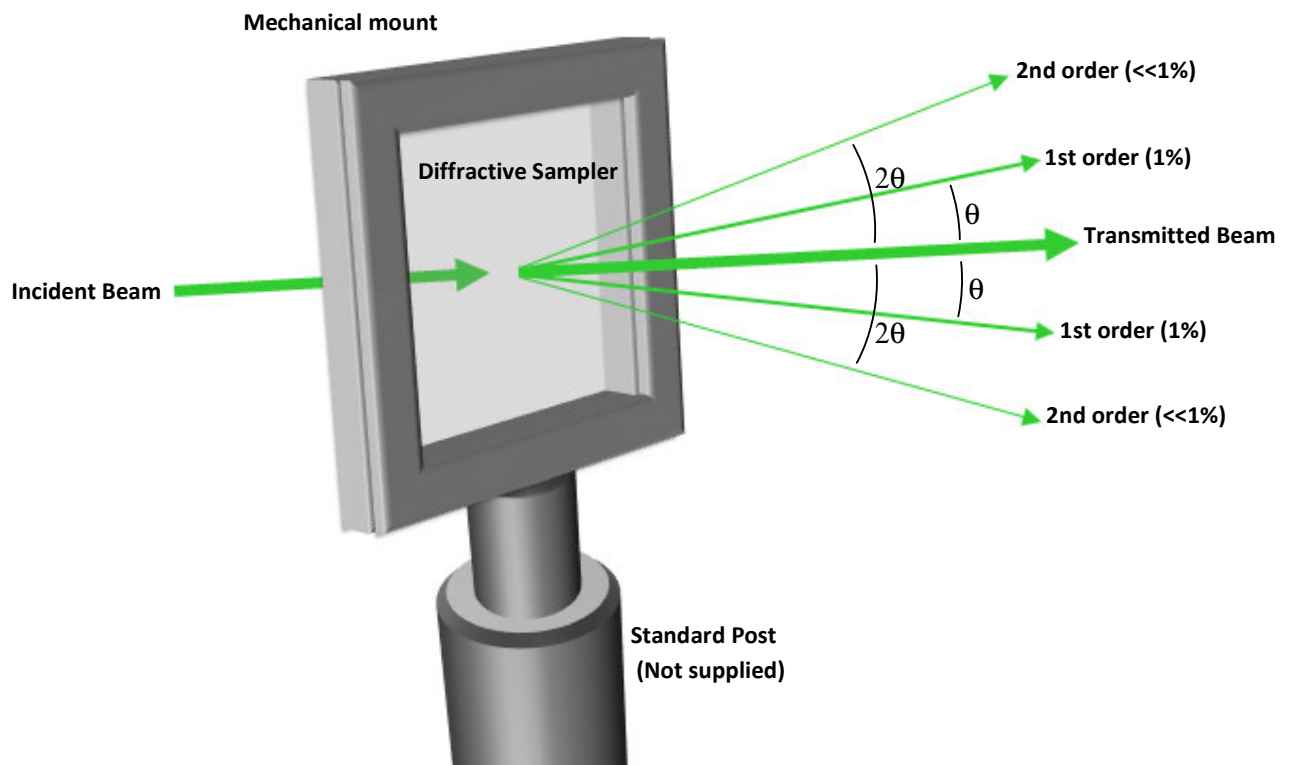 Mechanical mount
2nd order (<<1%)
1st order (1%)
Diffractive Sampler
2θ
θ
Transmitted Beam
Incident Beam
θ
1st order (1%)
2θ
2nd order (<<1%)
Standard Post
(Not supplied)